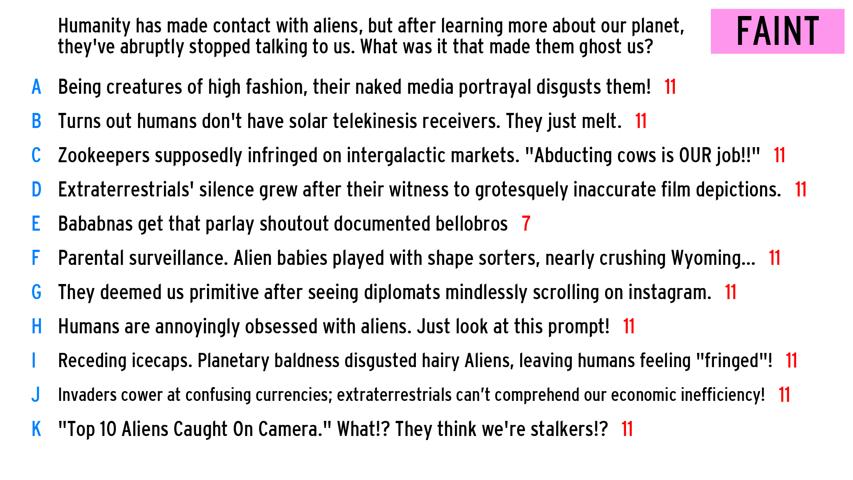 Humanity has made contact with aliens, but after learning more about our planet,
they've abruptly stopped talking to us. What was it that made them ghost us?
FAINT
A Being creatures of high fashion, their naked media portrayal disgusts them! 11
B Turns out humans don't have solar telekinesis receivers. They just melt. 11
C Zookeepers supposedly infringed on intergalactic markets. "Abducting cows is OUR job!!" 11
D Extraterrestrials' silence grew after their witness to grotesquely inaccurate film depictions. 11
E Bababnas get that parlay shoutout documented bellobros 7
F Parental surveillance. Alien babies played with shape sorters, nearly crushing Wyoming... 11
G They deemed us primitive after seeing diplomats mindlessly scrolling on instagram. 11
H Humans are annoyingly obsessed with aliens. Just look at this prompt! 11
I Receding icecaps. Planetary baldness disgusted hairy Aliens, leaving humans feeling "fringed"! 11
J Invaders cower at confusing currencies; extraterrestrials can't comprehend our economic inefficiency! 11
K "Top 10 Aliens Caught On Camera." What!? They think we're stalkers!? 11